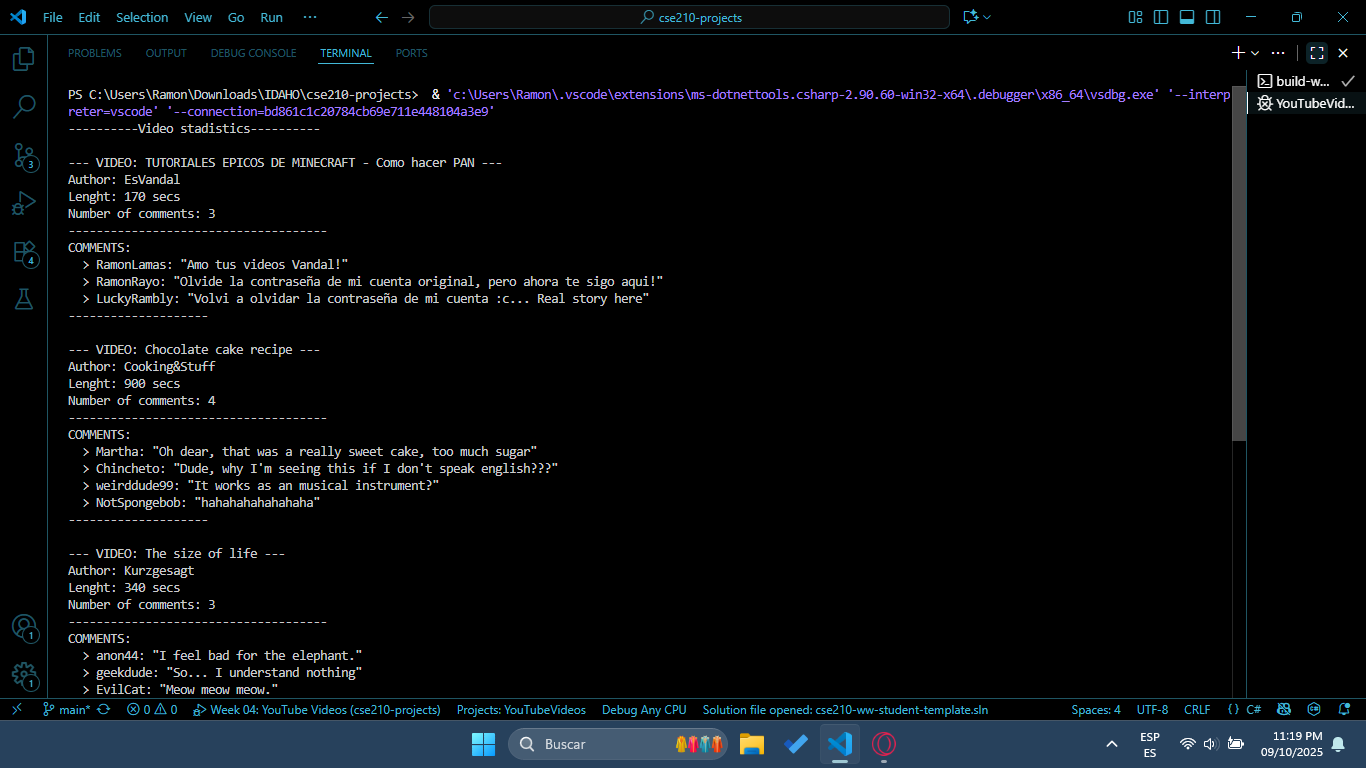 File Edit Selection View Go Run ···
cse210-projects
PROBLEMS OUTPUT DEBUG CONSOLE TERMINAL PORTS
PS C:\Users\Ramon\Downloads\IDAHO\cse210-projects>  & 'c:\Users\Ramon\.vscode\extensions\ms-dotnettools.csharp-2.90.60-win32-x64\.debugger\x86_64\vsdbg.exe' '--interp
reter=vscode' '--connection=bd861c1c20784cb69e711e448104a3e9'
build-w...
YouTubeVid...
----------Video stadistics----------
--- VIDEO: TUTORIALES EPICOS DE MINECRAFT - Como hacer PAN ---
Author: EsVandal
Lenght: 170 secs
Number of comments: 3
-------------------------------------
COMMENTS:
> RamonLamas: "Amo tus videos Vandal!"
> RamonRayo: "Olvide la contraseña de mi cuenta original, pero ahora te sigo aqui!"
> LuckyRambly: "Volvi a olvidar la contraseña de mi cuenta :c... Real story here"
--------------------
--- VIDEO: Chocolate cake recipe ---
Author: Cooking&Stuff
Lenght: 900 secs
Number of comments: 4
-------------------------------------
COMMENTS:
> Martha: "Oh dear, that was a really sweet cake, too much sugar"
> Chincheto: "Dude, why I'm seeing this if I don't speak english???"
> weirddude99: "It works as an musical instrument?"
> NotSpongebob: "hahahahahahahaha"
--------------------
--- VIDEO: The size of life ---
Author: Kurzgesagt
Lenght: 340 secs
Number of comments: 3
-------------------------------------
COMMENTS:
> anon44: "I feel bad for the elephant."
> geekdude: "So... I understand nothing"
> EvilCat: "Meow meow meow."
3
4
1
1
main* 0 0 Week 04: YouTube Videos (cse210-projects) Projects: YouTubeVideos Debug Any CPU Solution file opened: cse210-ww-student-template.sln Spaces: 4 UTF-8 CRLF {} C#
Buscar
ESP
ES
11:19 PM
09/10/2025